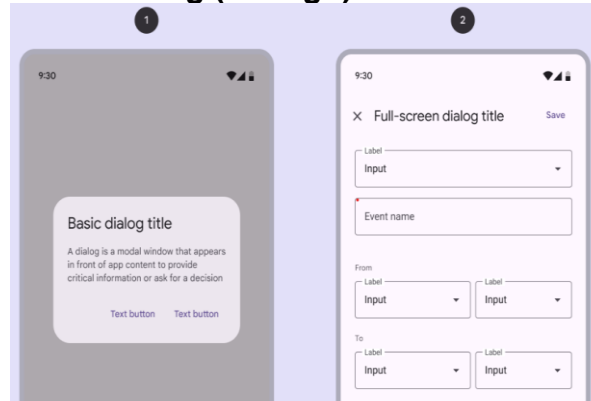 1
9:30
Basic dialog title
A dialog is a modal window that appears
in front of app content to provide
critical information or ask for a decision
Text button Text button
2
9:30
Full-screen dialog title Save
Label
Input
Event name
From
Label Label
Input Input
To
Label Label
Input Input